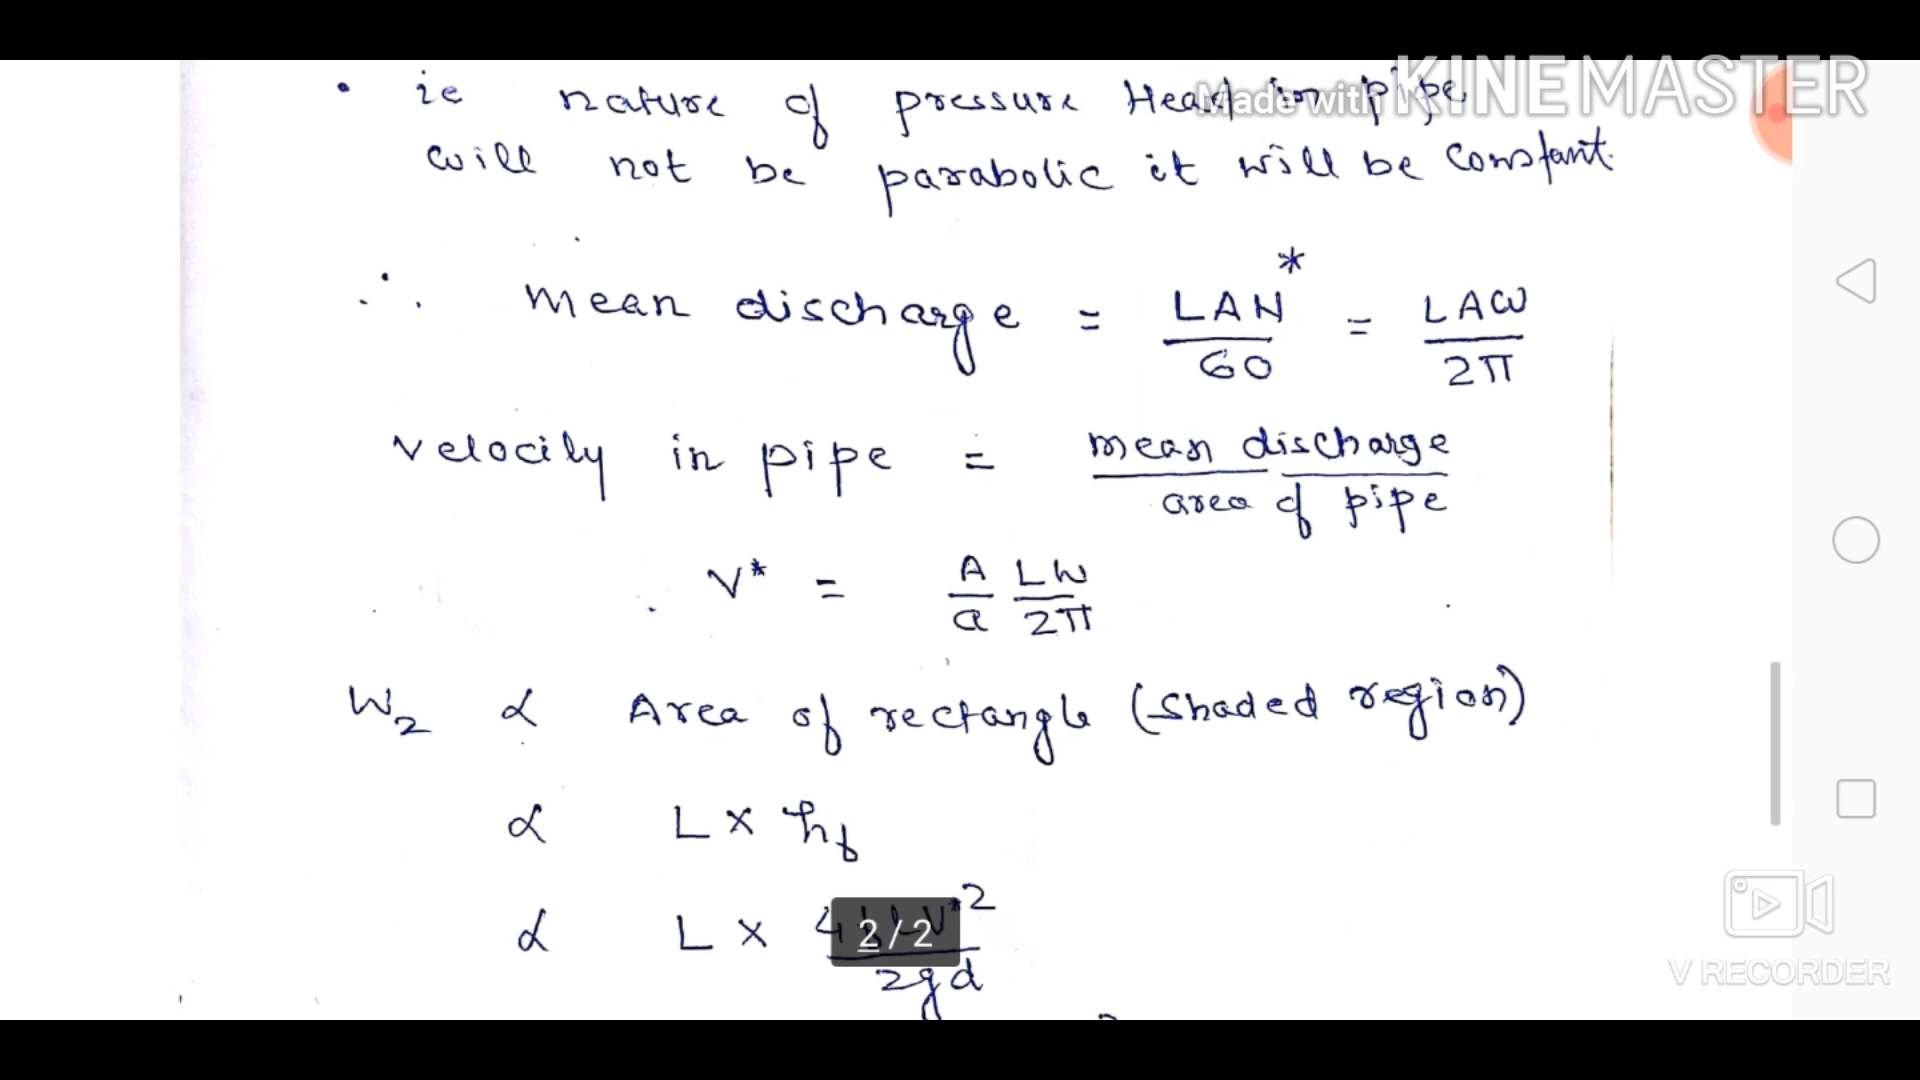 • ie nature of pressure Head in pipe
Made with KINEMASTER
will not be parabolic it will be constant.
∴ mean discharge = LAN*/60 = LAω/2π
velocity in pipe = mean discharge / area of pipe
V* = A/a Lω/2π
W2 ∝ Area of rectangle (shaded region)
∝ L × hf
∝ L × 4 V*2 / 2gd
2/2
V RECORDER